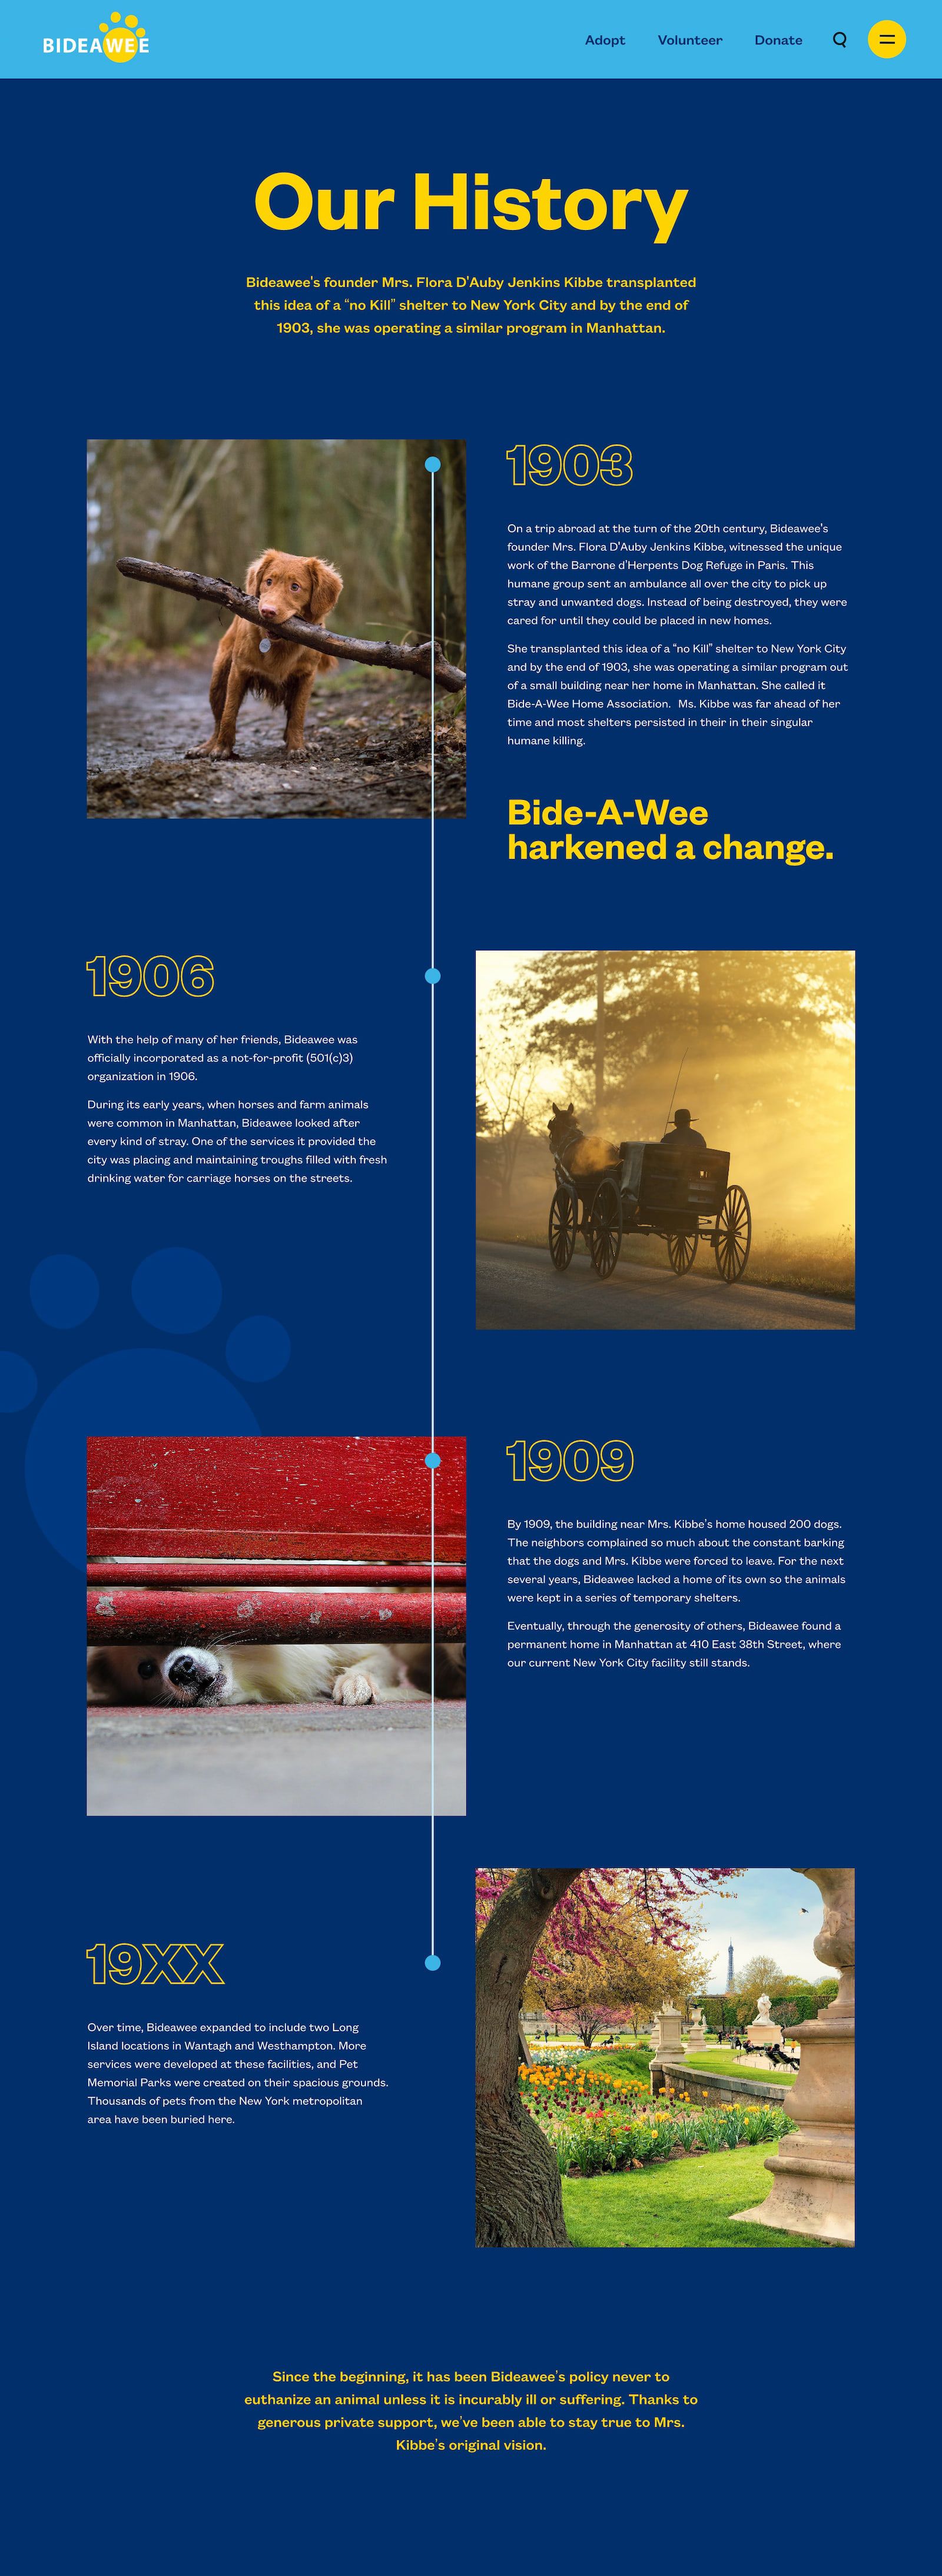 BIDEAWEE
Adopt
Volunteer
Donate
Our History
Bideawee's founder Mrs. Flora D'Auby Jenkins Kibbe transplanted
this idea of a “no Kill” shelter to New York City and by the end of
1903, she was operating a similar program in Manhattan.
1903
On a trip abroad at the turn of the 20th century, Bideawee's
founder Mrs. Flora D'Auby Jenkins Kibbe, witnessed the unique
work of the Barrone d'Herpents Dog Refuge in Paris. This
humane group sent an ambulance all over the city to pick up
stray and unwanted dogs. Instead of being destroyed, they were
cared for until they could be placed in new homes.
She transplanted this idea of a “no Kill” shelter to New York City
and by the end of 1903, she was operating a similar program out
of a small building near her home in Manhattan. She called it
Bide-A-Wee Home Association.  Ms. Kibbe was far ahead of her
time and most shelters persisted in their in their singular
humane killing.
Bide-A-Wee
harkened a change.
1906
With the help of many of her friends, Bideawee was
officially incorporated as a not-for-profit (501(c)3)
organization in 1906.
During its early years, when horses and farm animals
were common in Manhattan, Bideawee looked after
every kind of stray. One of the services it provided the
city was placing and maintaining troughs filled with fresh
drinking water for carriage horses on the streets.
1909
By 1909, the building near Mrs. Kibbe's home housed 200 dogs.
The neighbors complained so much about the constant barking
that the dogs and Mrs. Kibbe were forced to leave. For the next
several years, Bideawee lacked a home of its own so the animals
were kept in a series of temporary shelters.
Eventually, through the generosity of others, Bideawee found a
permanent home in Manhattan at 410 East 38th Street, where
our current New York City facility still stands.
19XX
Over time, Bideawee expanded to include two Long
Island locations in Wantagh and Westhampton. More
services were developed at these facilities, and Pet
Memorial Parks were created on their spacious grounds.
Thousands of pets from the New York metropolitan
area have been buried here.
Since the beginning, it has been Bideawee's policy never to
euthanize an animal unless it is incurably ill or suffering. Thanks to
generous private support, we've been able to stay true to Mrs.
Kibbe's original vision.